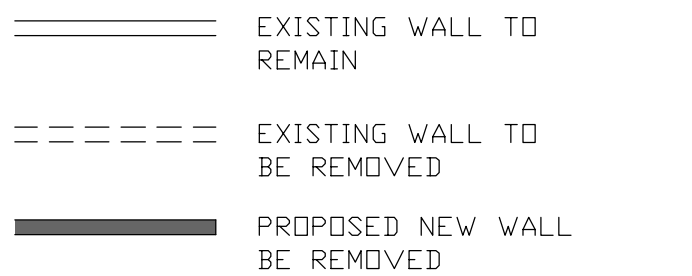 EXISTING WALL TO
REMAIN
EXISTING WALL TO
BE REMOVED
PROPOSED NEW WALL
BE REMOVED